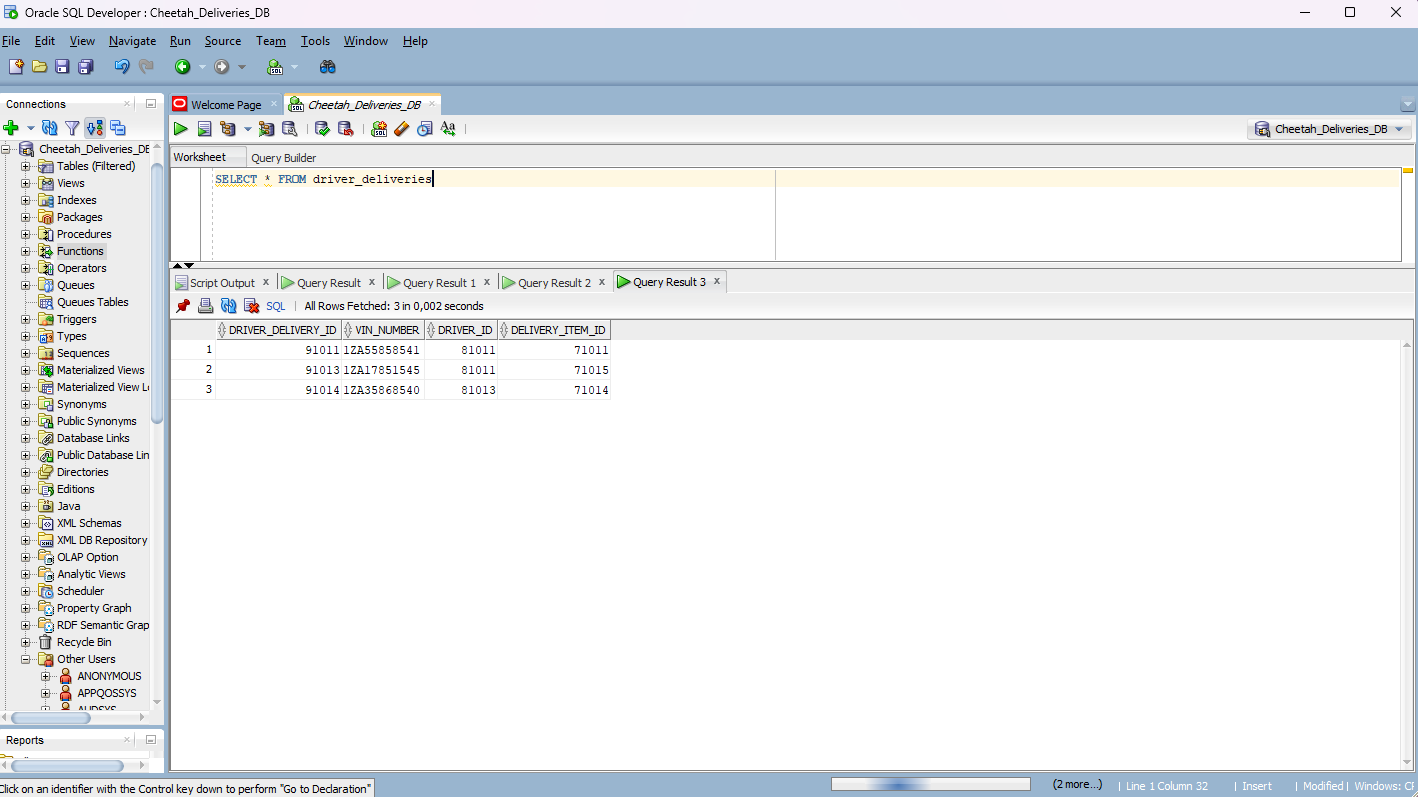 Oracle SQL Developer : Cheetah_Deliveries_DB
File Edit View Navigate Run Source Team Tools Window Help
Connections
Welcome Page
Cheetah_Deliveries_DB
Cheetah_Deliveries_DB
Cheetah_Deliveries_DE
Tables (Filtered)
Views
Indexes
Packages
Procedures
Functions
Operators
Queues
Queues Tables
Triggers
Types
Sequences
Materialized Views
Materialized View Lo
Synonyms
Public Synonyms
Database Links
Public Database Lin
Directories
Editions
Java
XML Schemas
XML DB Repository
OLAP Option
Analytic Views
Scheduler
Property Graph
RDF Semantic Grap
Recycle Bin
Other Users
ANONYMOUS
APPQOSSYS
AUDSYS
Reports
Worksheet Query Builder
SELECT * FROM driver_deliveries
Script Output x Query Result x Query Result 1 x Query Result 2 x Query Result 3 x
SQL | All Rows Fetched: 3 in 0,002 seconds
DRIVER_DELIVERY_ID VIN_NUMBER DRIVER_ID DELIVERY_ITEM_ID
1 91011 1ZA55858541 81011 71011
2 91013 1ZA17851545 81011 71015
3 91014 1ZA35868540 81013 71014
Click on an identifier with the Control key down to perform "Go to Declaration"
(2 more...) | Line 1 Column 32 | Insert | Modified | Windows: CF